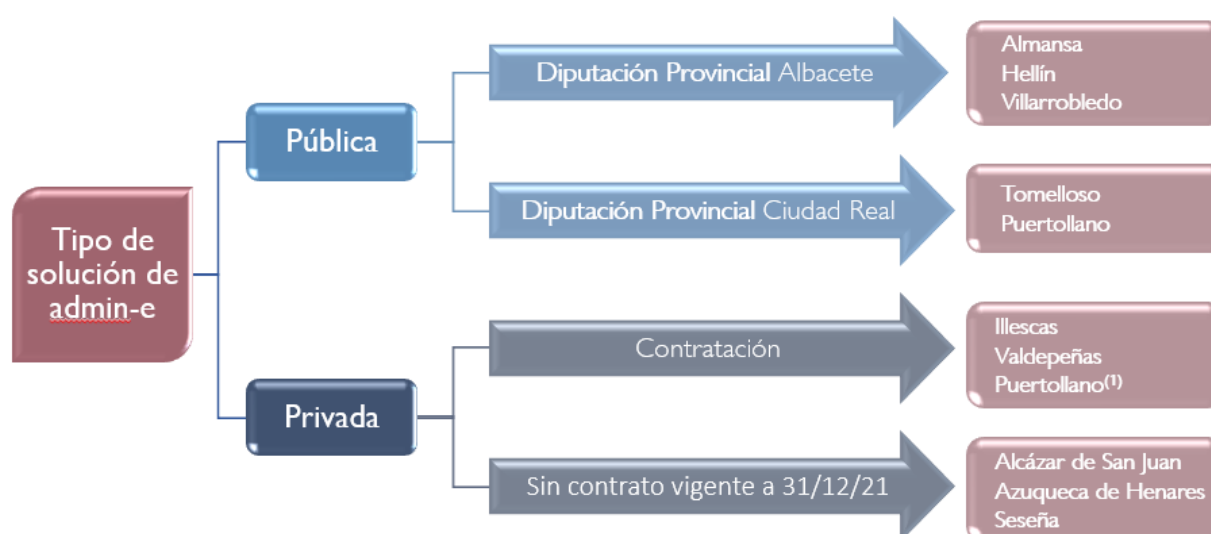 Tipo de
solución de
admin-e
Pública
Diputación Provincial Albacete
Almansa
Hellín
Villarrobledo
Diputación Provincial Ciudad Real
Tomelloso
Puertollano
Privada
Contratación
Illescas
Valdepeñas
Puertollano(1)
Sin contrato vigente a 31/12/21
Alcázar de San Juan
Azuqueca de Henares
Seseña